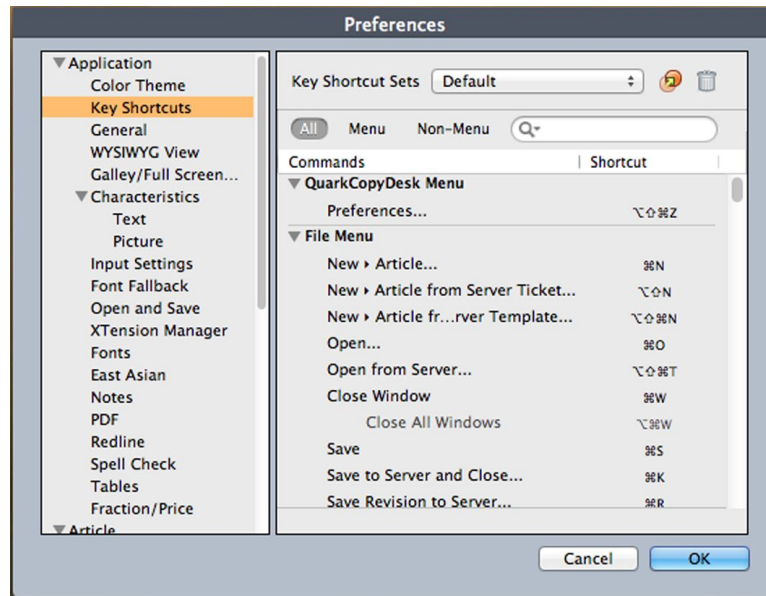 Preferences
Application
Color Theme
Key Shortcuts
General
WYSIWYG View
Galley/Full Screen...
Characteristics
Text
Picture
Input Settings
Font Fallback
Open and Save
XTension Manager
Fonts
East Asian
Notes
PDF
Redline
Spell Check
Tables
Fraction/Price
Article
Key Shortcut Sets Default
All Menu Non-Menu
Commands Shortcut
QuarkCopyDesk Menu
Preferences... ⌥⇧⌘Z
File Menu
New ▸ Article... ⌘N
New ▸ Article from Server Ticket... ⌥⇧N
New ▸ Article fr...rver Template... ⌥⇧⌘N
Open... ⌘O
Open from Server... ⌥⇧⌘T
Close Window ⌘W
Close All Windows ⌥⌘W
Save ⌘S
Save to Server and Close... ⌘K
Save Revision to Server... ⌘R
Cancel OK